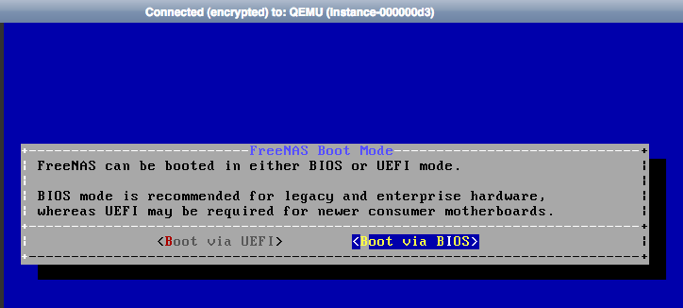 Connected (encrypted) to: QEMU (instance-000000d3)
FreeNAS Boot Mode
FreeNAS can be booted in either BIOS or UEFI mode.
BIOS mode is recommended for legacy and enterprise hardware,
whereas UEFI may be required for newer consumer motherboards.
<Boot via UEFI> <Boot via BIOS>